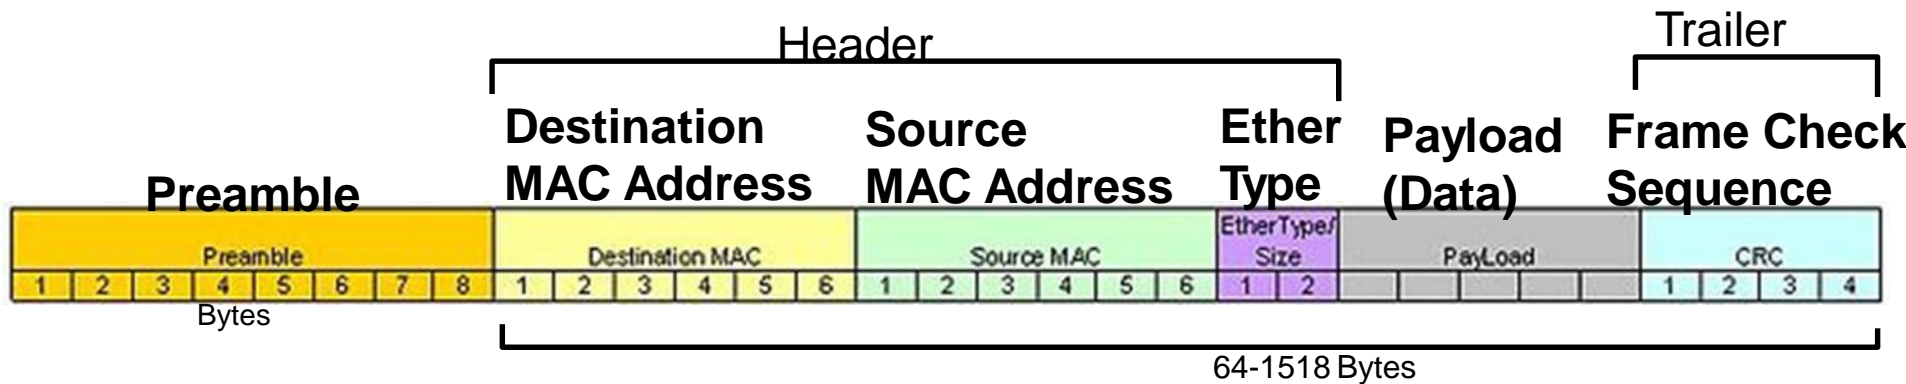 Header
Trailer
Preamble
Destination
MAC Address
Source
MAC Address
Ether
Type
Payload
(Data)
Frame Check
Sequence
Preamble
Destination MAC
Source MAC
EtherType/
Size
PayLoad
CRC
1 2 3 4 5 6 7 8 1 2 3 4 5 6 1 2 3 4 5 6 1 2 1 2 3 4
Bytes
64-1518 Bytes